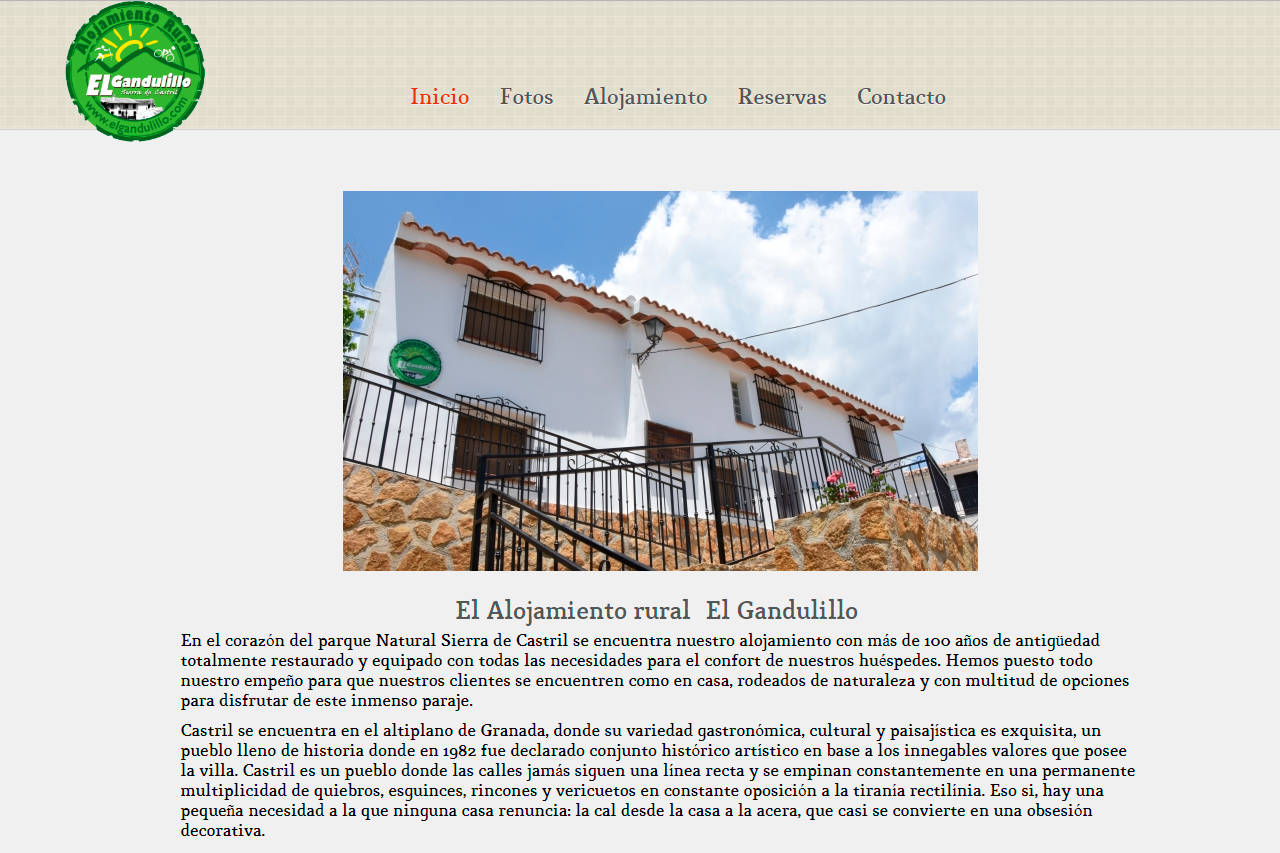 Alojamiento Rural
EL Gandulillo
Sierra de Castril
www.elgandulillo.com
Inicio Fotos Alojamiento Reservas Contacto
EL Gandulillo
El Alojamiento rural El Gandulillo
En el corazón del parque Natural Sierra de Castril se encuentra nuestro alojamiento con más de 100 años de antigüedad
totalmente restaurado y equipado con todas las necesidades para el confort de nuestros huéspedes. Hemos puesto todo
nuestro empeño para que nuestros clientes se encuentren como en casa, rodeados de naturaleza y con multitud de opciones
para disfrutar de este inmenso paraje.
Castril se encuentra en el altiplano de Granada, donde su variedad gastronómica, cultural y paisajística es exquisita, un
pueblo lleno de historia donde en 1982 fue declarado conjunto histórico artístico en base a los innegables valores que posee
la villa. Castril es un pueblo donde las calles jamás siguen una línea recta y se empinan constantemente en una permanente
multiplicidad de quiebros, esguinces, rincones y vericuetos en constante oposición a la tiranía rectilínia. Eso si, hay una
pequeña necesidad a la que ninguna casa renuncia: la cal desde la casa a la acera, que casi se convierte en una obsesión
decorativa.